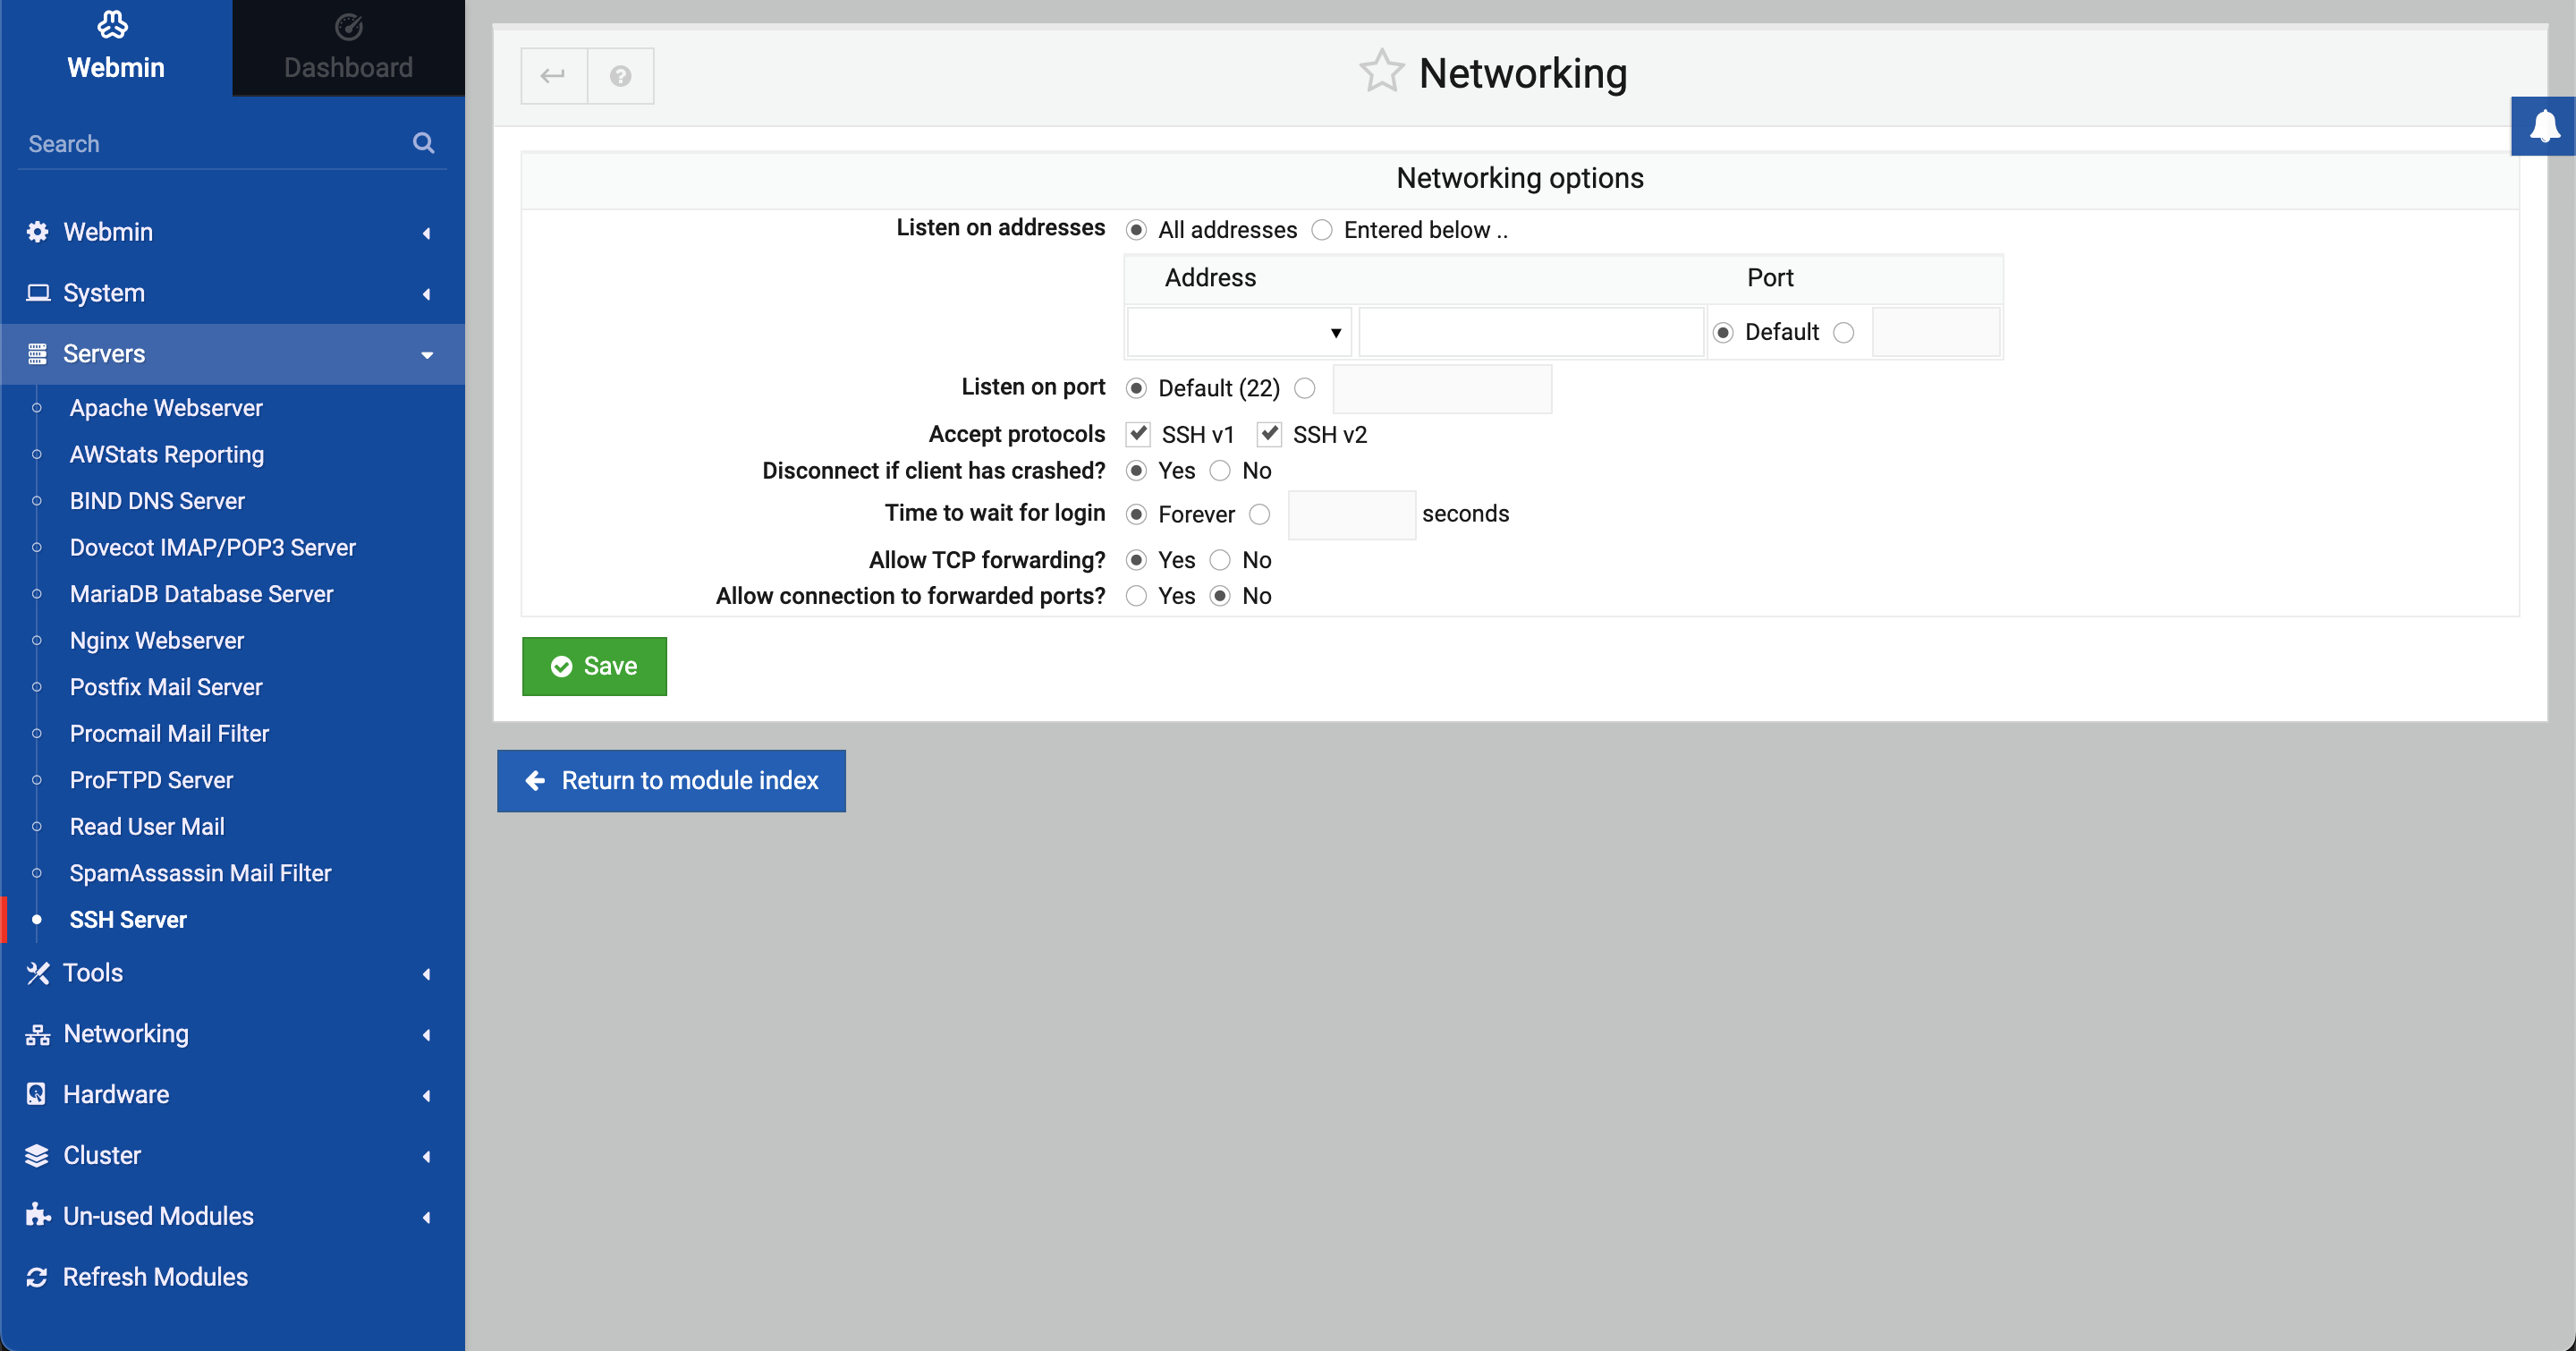 Webmin
Dashboard
Search
Webmin
System
Servers
Apache Webserver
AWStats Reporting
BIND DNS Server
Dovecot IMAP/POP3 Server
MariaDB Database Server
Nginx Webserver
Postfix Mail Server
Procmail Mail Filter
ProFTPD Server
Read User Mail
SpamAssassin Mail Filter
SSH Server
Tools
Networking
Hardware
Cluster
Un-used Modules
Refresh Modules
Networking
Networking options
Listen on addresses All addresses Entered below ..
Address Port
Default
Listen on port Default (22)
Accept protocols SSH v1 SSH v2
Disconnect if client has crashed? Yes No
Time to wait for login Forever seconds
Allow TCP forwarding? Yes No
Allow connection to forwarded ports? Yes No
Save
Return to module index